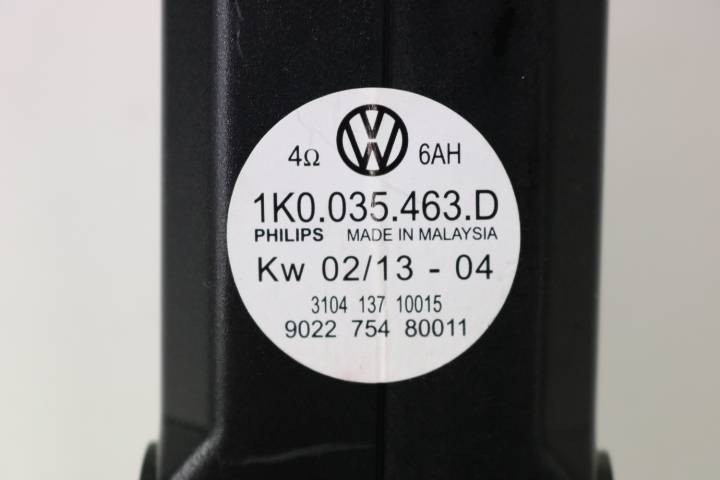 4Ω VW 6AH
1K0.035.463.D
PHILIPS MADE IN MALAYSIA
Kw 02/13 - 04
3104 137 10015
9022 754 80011